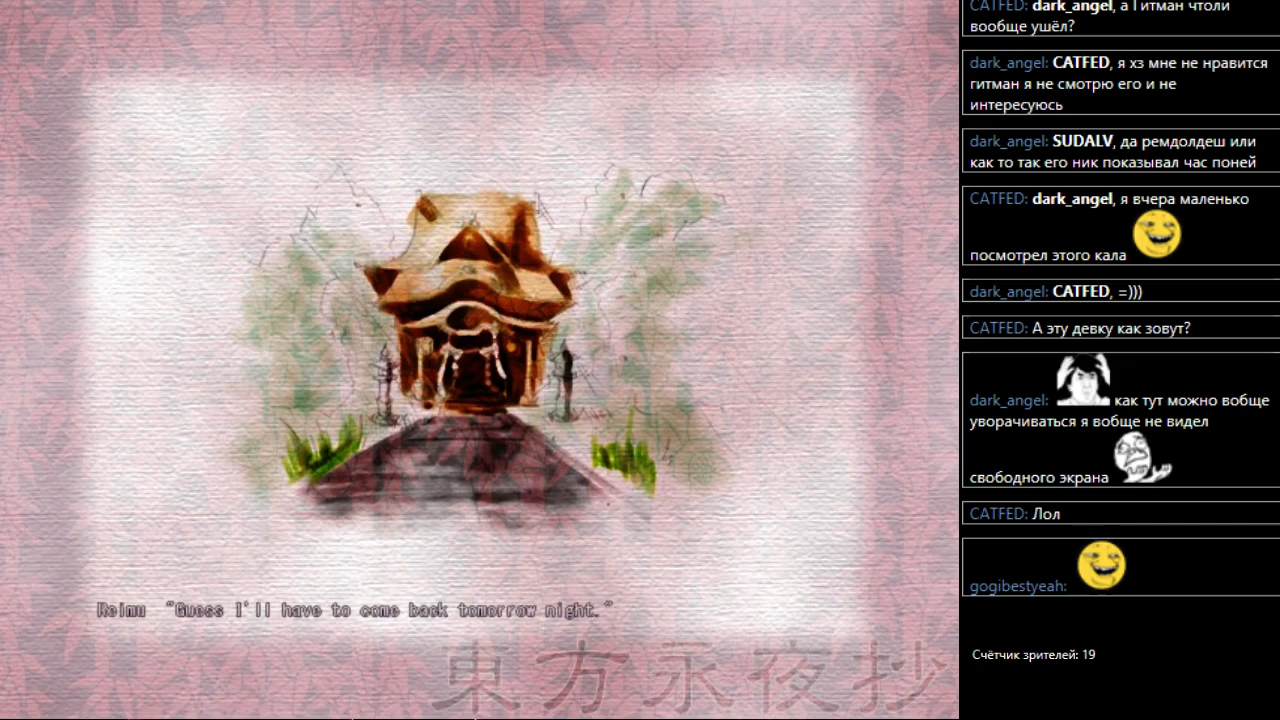 Reimu "Guess I'll have to come back tomorrow night."
東方永夜抄
CATFED: dark_angel, а Гитман чтоли
вообще ушёл?
dark_angel: CATFED, я хз мне не нравится
гитман я не смотрю его и не
интересуюсь
dark_angel: SUDALV, да ремдолдеш или
как то так его ник показывал час поней
CATFED: dark_angel, я вчера маленько
посмотрел этого кала
dark_angel: CATFED, =)))
CATFED: А эту девку как зовут?
dark_angel: как тут можно вобще
уворачиваться я вобще не видел
свободного экрана
CATFED: Лол
gogibestyeah:
Счётчик зрителей: 19